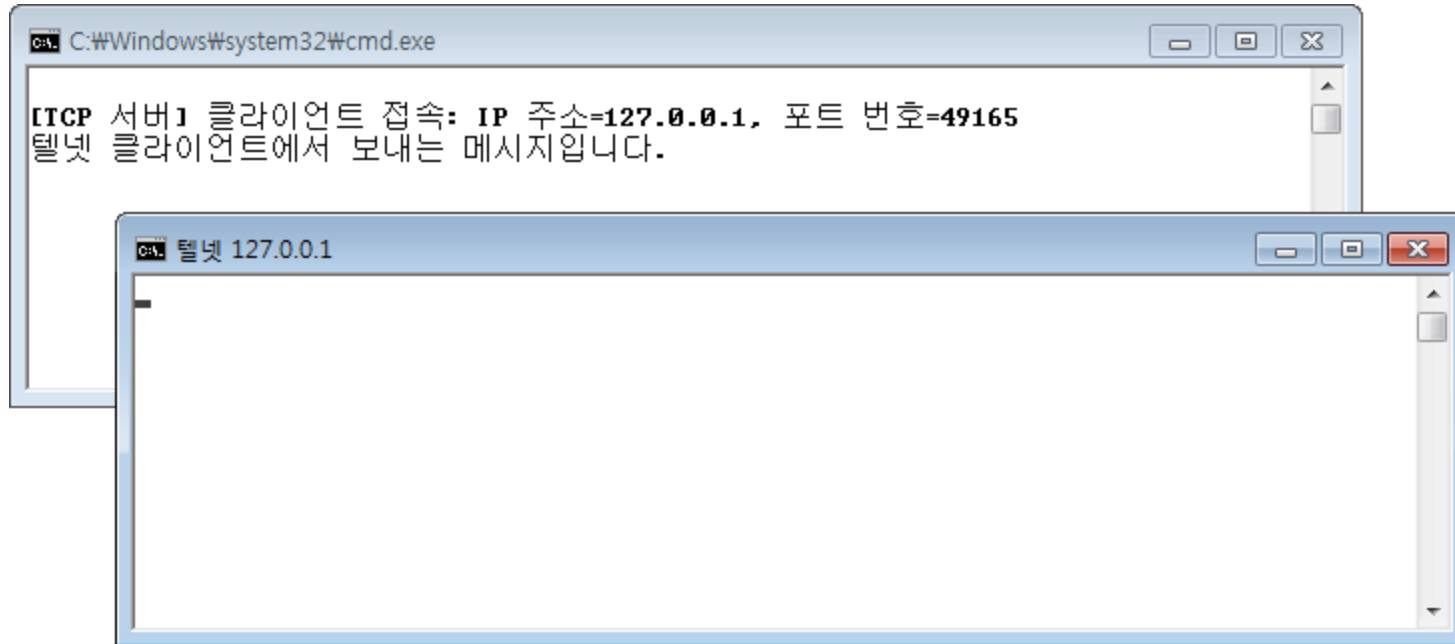 C:₩Windows₩system32₩cmd.exe
[TCP 서버] 클라이언트 접속: IP 주소=127.0.0.1, 포트 번호=49165
텔넷 클라이언트에서 보내는 메시지입니다.
텔넷 127.0.0.1